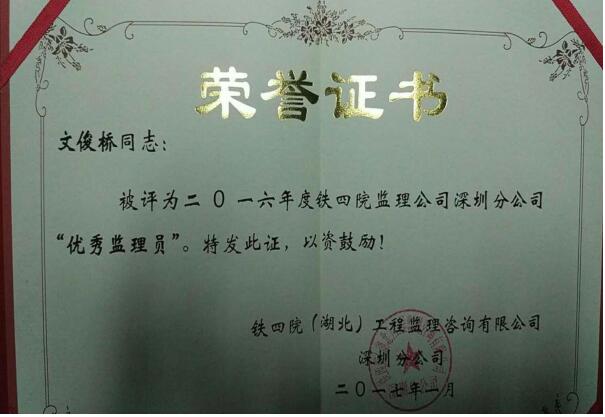 荣誉证书
文俊桥同志：
被评为二〇一六年度铁四院监理公司深圳分公司
“优秀监理员”。特发此证，以资鼓励！
铁四院（湖北）工程监理咨询有限公司
深圳分公司
二〇一七年一月